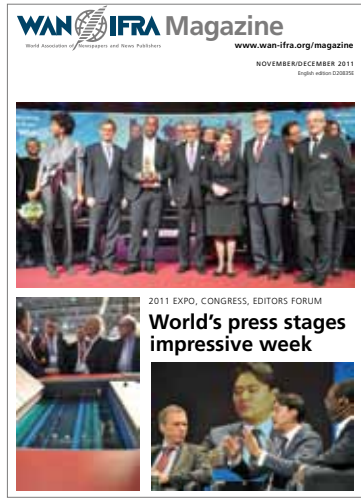 WAN IFRA Magazine
World Association of Newspapers and News Publishers
www.wan-ifra.org/magazine
NOVEMBER/DECEMBER 2011
English edition D20835E
2011 EXPO, CONGRESS, EDITORS FORUM
World's press stages
impressive week